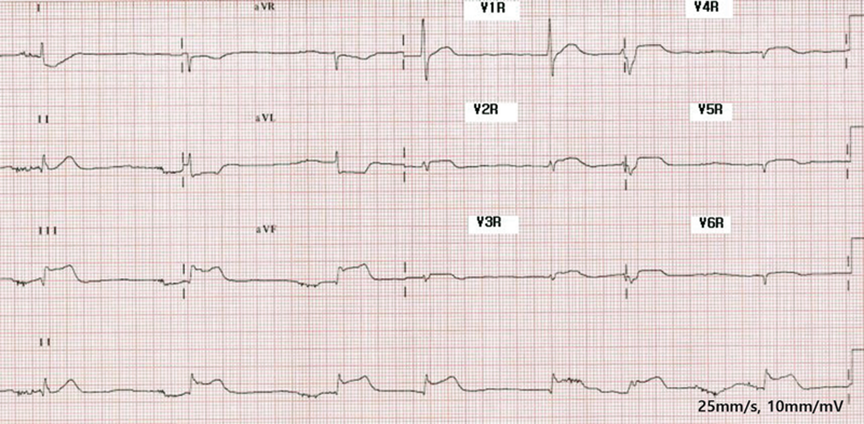 I aVR V1R V4R
II aVL V2R V5R
III aVF V3R V6R
II
25mm/s, 10mm/mV